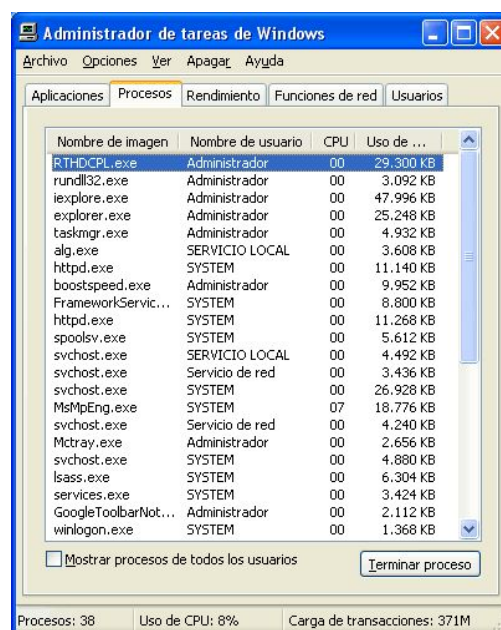 Administrador de tareas de Windows
Archivo Opciones Ver Apagar Ayuda
Aplicaciones Procesos Rendimiento Funciones de red Usuarios
Nombre de imagen Nombre de usuario CPU Uso de ...
RTHDCPL.exe Administrador 00 29.300 KB
rundll32.exe Administrador 00 3.092 KB
iexplore.exe Administrador 00 47.996 KB
explorer.exe Administrador 00 25.248 KB
taskmgr.exe Administrador 00 4.932 KB
alg.exe SERVICIO LOCAL 00 3.608 KB
httpd.exe SYSTEM 00 11.140 KB
boostspeed.exe Administrador 00 9.952 KB
FrameworkServic... SYSTEM 00 8.800 KB
httpd.exe SYSTEM 00 11.268 KB
spoolsv.exe SYSTEM 00 5.612 KB
svchost.exe SERVICIO LOCAL 00 4.492 KB
svchost.exe Servicio de red 00 3.436 KB
svchost.exe SYSTEM 00 26.928 KB
MsMpEng.exe SYSTEM 07 18.776 KB
svchost.exe Servicio de red 00 4.240 KB
Mctray.exe Administrador 00 2.656 KB
svchost.exe SYSTEM 00 4.880 KB
lsass.exe SYSTEM 00 6.304 KB
services.exe SYSTEM 00 3.424 KB
GoogleToolbarNot... Administrador 00 2.112 KB
winlogon.exe SYSTEM 00 1.368 KB
Mostrar procesos de todos los usuarios Terminar proceso
Procesos: 38 Uso de CPU: 8% Carga de transacciones: 371M